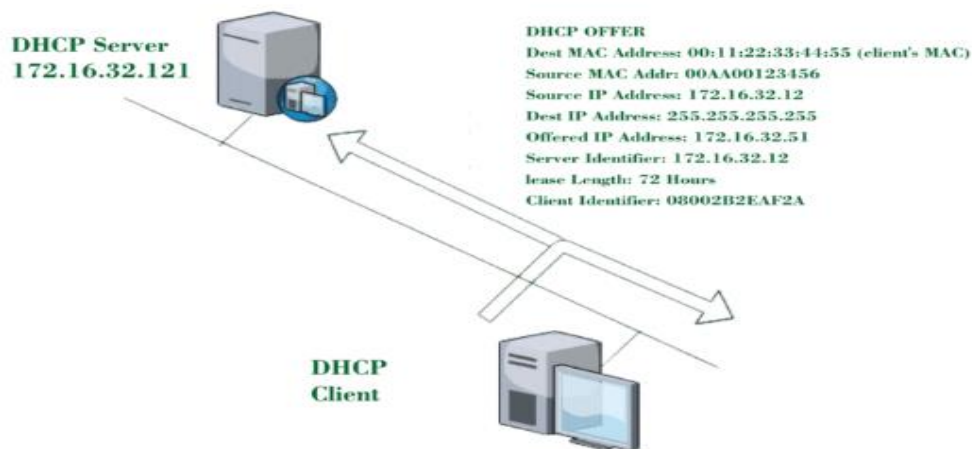 DHCP Server
172.16.32.121
DHCP OFFER
Dest MAC Address: 00:11:22:33:44:55 (client's MAC)
Source MAC Addr: 00AA00123456
Source IP Address: 172.16.32.12
Dest IP Address: 255.255.255.255
Offered IP Address: 172.16.32.51
Server Identifier: 172.16.32.12
lease Length: 72 Hours
Client Identifier: 08002B2EAF2A
DHCP
Client